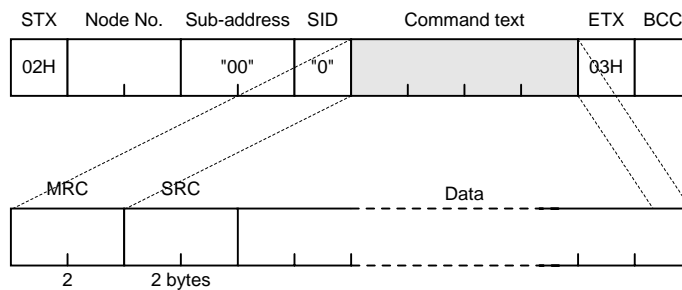 STX Node No. Sub-address SID Command text ETX BCC
02H "00" "0" 03H
MRC SRC Data
2 2 bytes